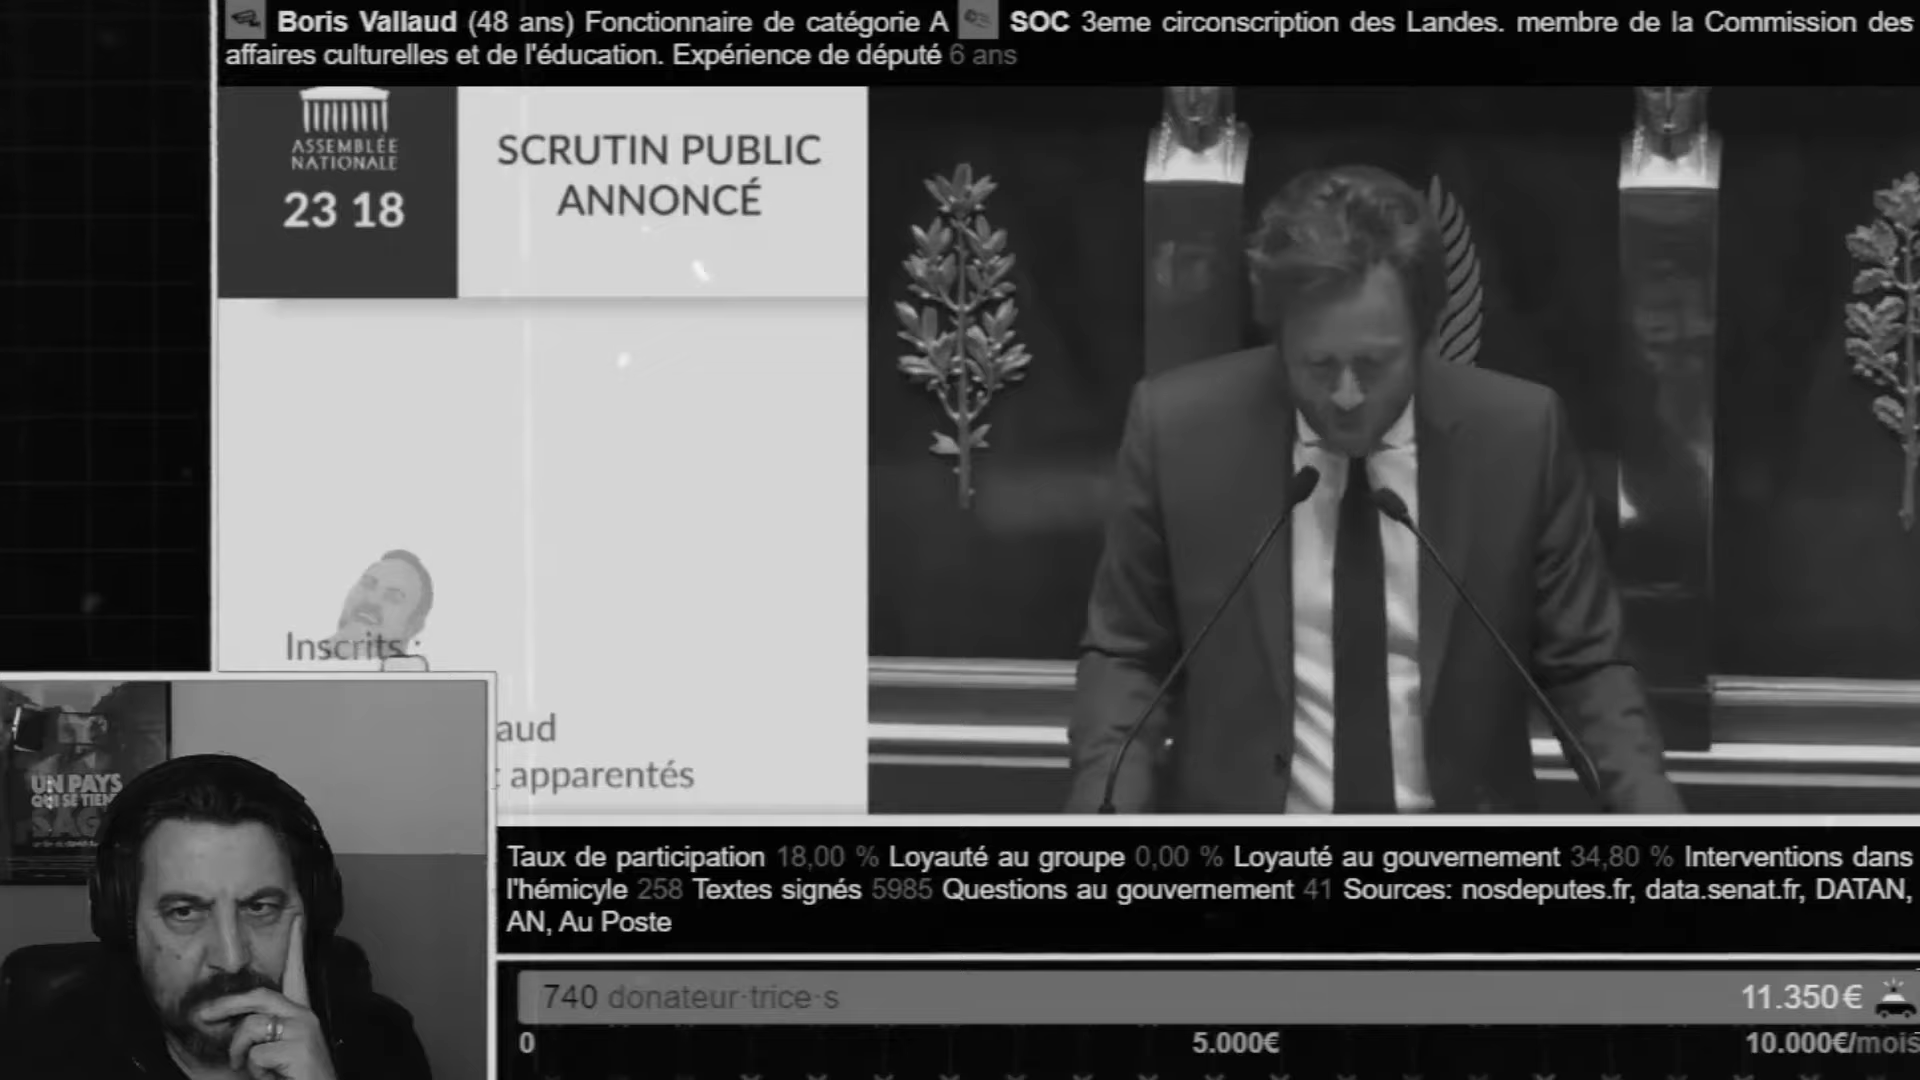 Boris Vallaud (48 ans) Fonctionnaire de catégorie A SOC 3eme circonscription des Landes. membre de la Commission des
affaires culturelles et de l'éducation. Expérience de député 6 ans
ASSEMBLÉE
NATIONALE
23 18
SCRUTIN PUBLIC
ANNONCÉ
Inscrits :
aud
apparentés
UN PAYS
QUI SE TIEN
SAG
Taux de participation 18,00 % Loyauté au groupe 0,00 % Loyauté au gouvernement 34,80 % Interventions dans
l'hémicyle 258 Textes signés 5985 Questions au gouvernement 41 Sources: nosdeputes.fr, data.senat.fr, DATAN,
AN, Au Poste
740 donateur·trice·s
11.350€
0
5.000€
10.000€/mois